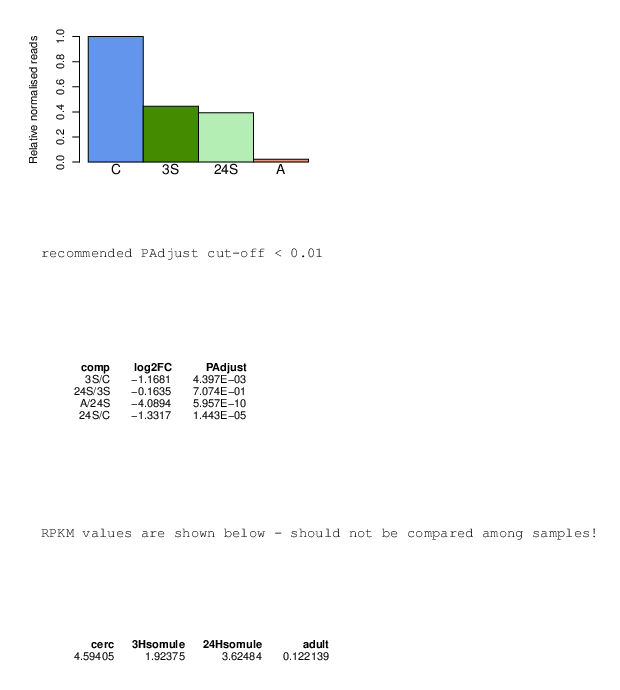 Relative normalised reads
1.0
0.8
0.6
0.4
0.2
0.0
C 3S 24S A
recommended PAdjust cut-off < 0.01
comp log2FC PAdjust
3S/C −1.1681 4.397E−03
24S/3S −0.1635 7.074E−01
A/24S −4.0894 5.957E−10
24S/C −1.3317 1.443E−05
RPKM values are shown below - should not be compared among samples!
cerc 3Hsomule 24Hsomule adult
4.59405 1.92375 3.62484 0.122139